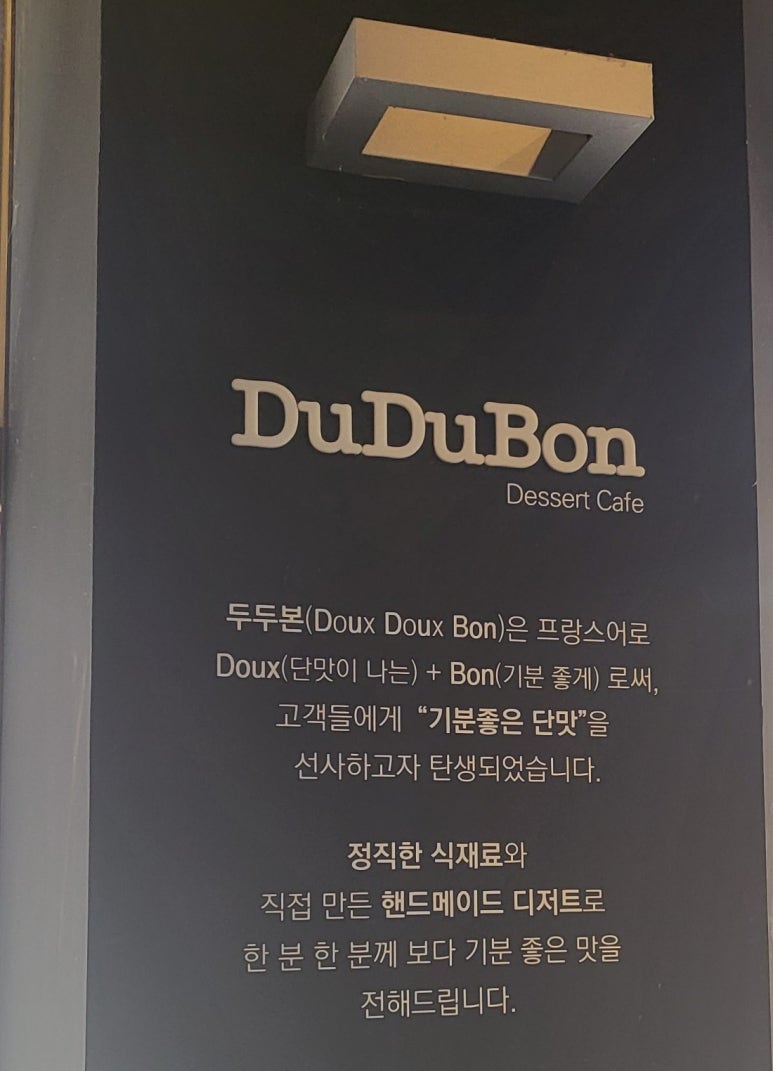 DuDuBon
Dessert Cafe
두두본(Doux Doux Bon)은 프랑스어로
Doux(단맛이 나는) + Bon(기분 좋게) 로써,
고객들에게 “기분좋은 단맛”을
선사하고자 탄생되었습니다.
정직한 식재료와
직접 만든 핸드메이드 디저트로
한 분 한 분께 보다 기분 좋은 맛을
전해드립니다.